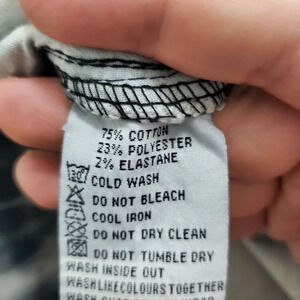 75% COTTON
23% POLYESTER
2% ELASTANE
COLD WASH
DO NOT BLEACH
COOL IRON
DO NOT DRY CLEAN
DO NOT TUMBLE DRY
WASH INSIDE OUT
WASH LIKE COLOURS TOGETHER